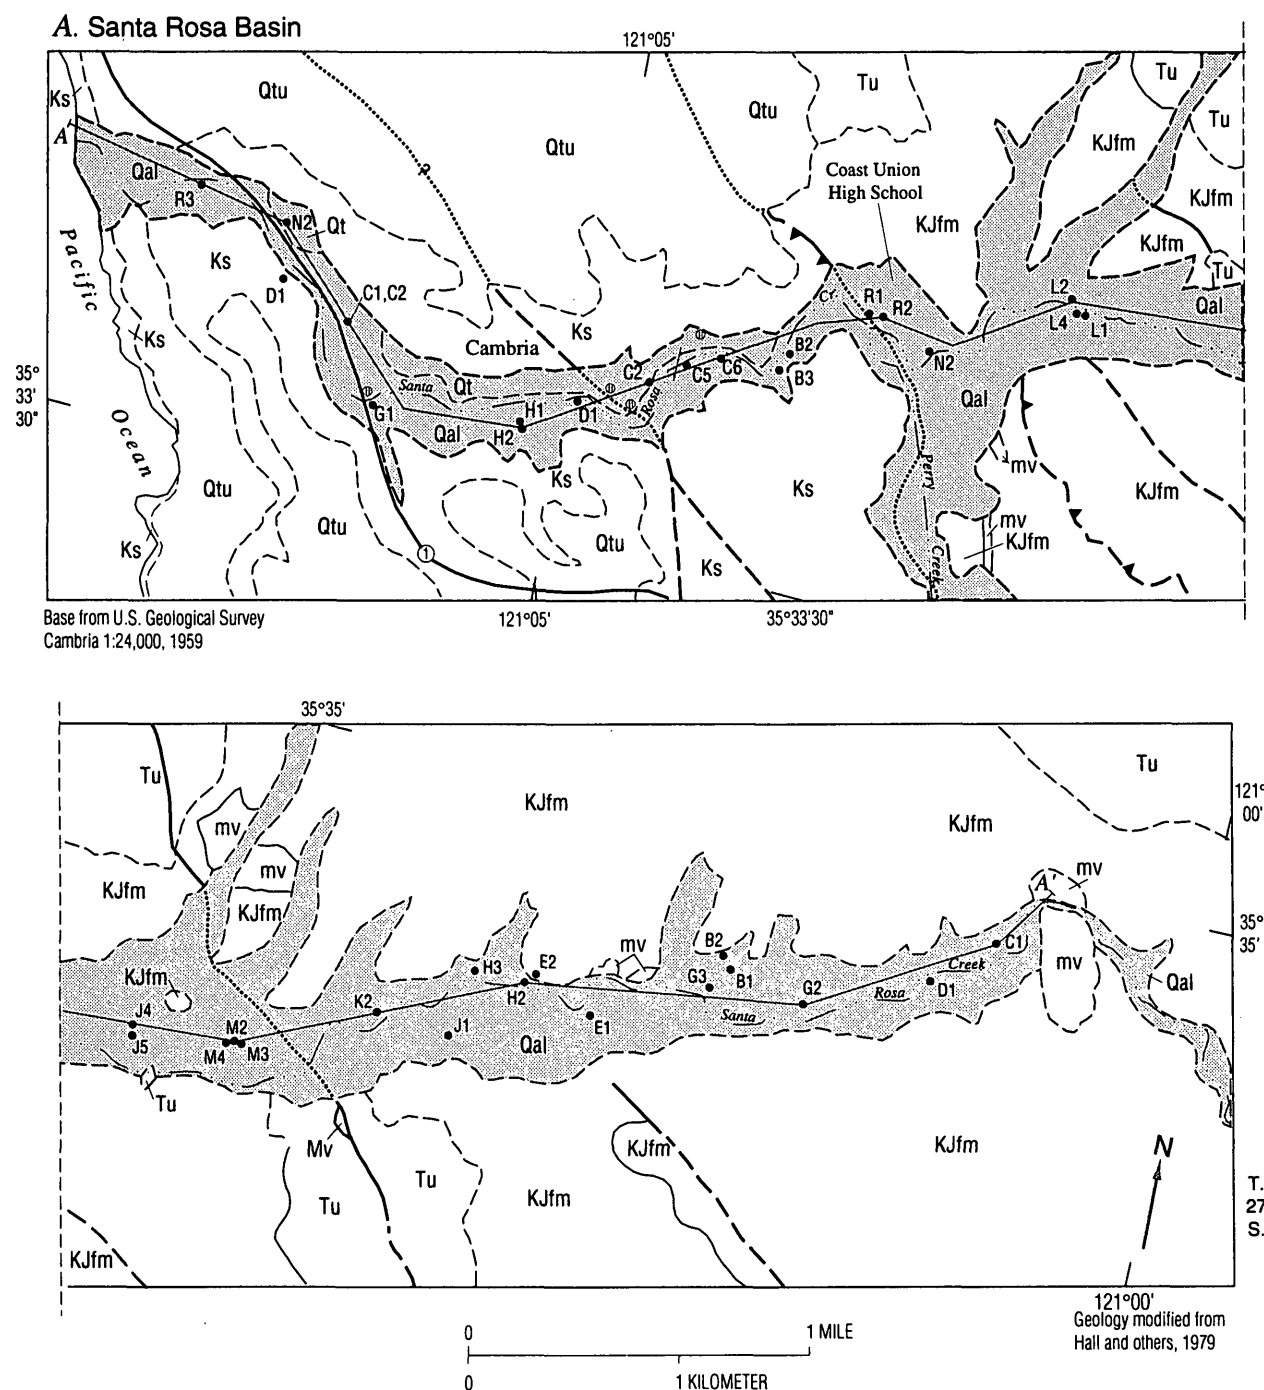 A. Santa Rosa Basin
121°05'
Ks
Qtu
Qtu
Qtu
Tu
Tu
Tu
A
Qal
R3
N2
Qt
Coast Union
High School
KJfm
KJfm
KJfm
KJfm
Tu
Pacific
Ocean
Ks
D1
C1,C2
Ks
Ks
Cambria
Cr.
R1
R2
L2
L4
L1
Qal
B2
B3
N2
35°
33'
30"
Santa
Qt
C2
C5
C6
Rosa
G1
H1
H2
D1
Qal
Qal
Ks
Ks
mv
KJfm
Qtu
Qtu
Qtu
Perry
Creek
mv
KJfm
Ks
Ks
1
Base from U.S. Geological Survey
Cambria 1:24,000, 1959
121°05'
35°33'30"
35°35'
Tu
KJfm
Tu
mv
KJfm
121°
00'
mv
KJfm
KJfm
A'
mv
35°
35'
KJfm
mv
B2
B1
G3
H3
E2
H2
K2
C1
Creek
D1
mv
Qal
J4
J5
M2
M4
M3
J1
Qal
E1
G2
Rosa
Santa
Tu
Mv
Tu
Tu
KJfm
KJfm
KJfm
KJfm
N
T.
27
S.
121°00'
Geology modified from
Hall and others, 1979
0 1 MILE
0 1 KILOMETER